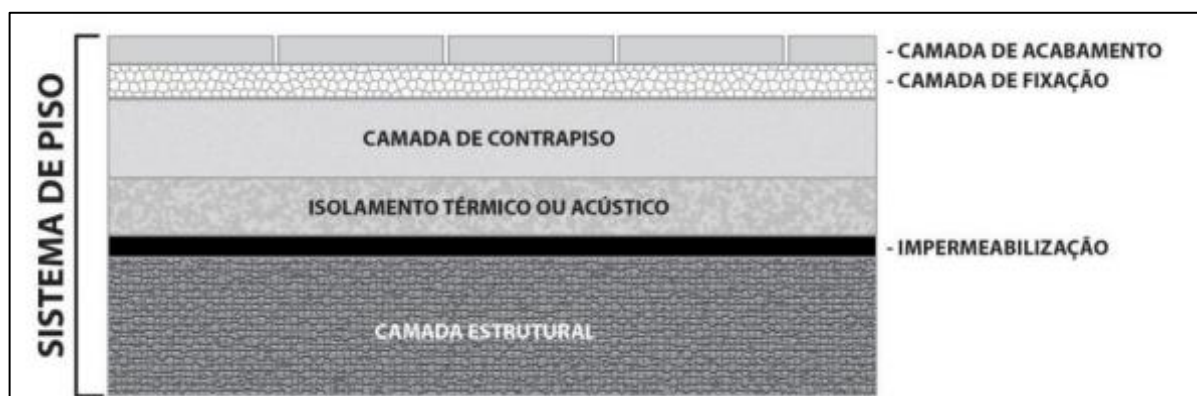 SISTEMA DE PISO
- CAMADA DE ACABAMENTO
- CAMADA DE FIXAÇÃO
CAMADA DE CONTRAPISO
ISOLAMENTO TÉRMICO OU ACÚSTICO
- IMPERMEABILIZAÇÃO
CAMADA ESTRUTURAL